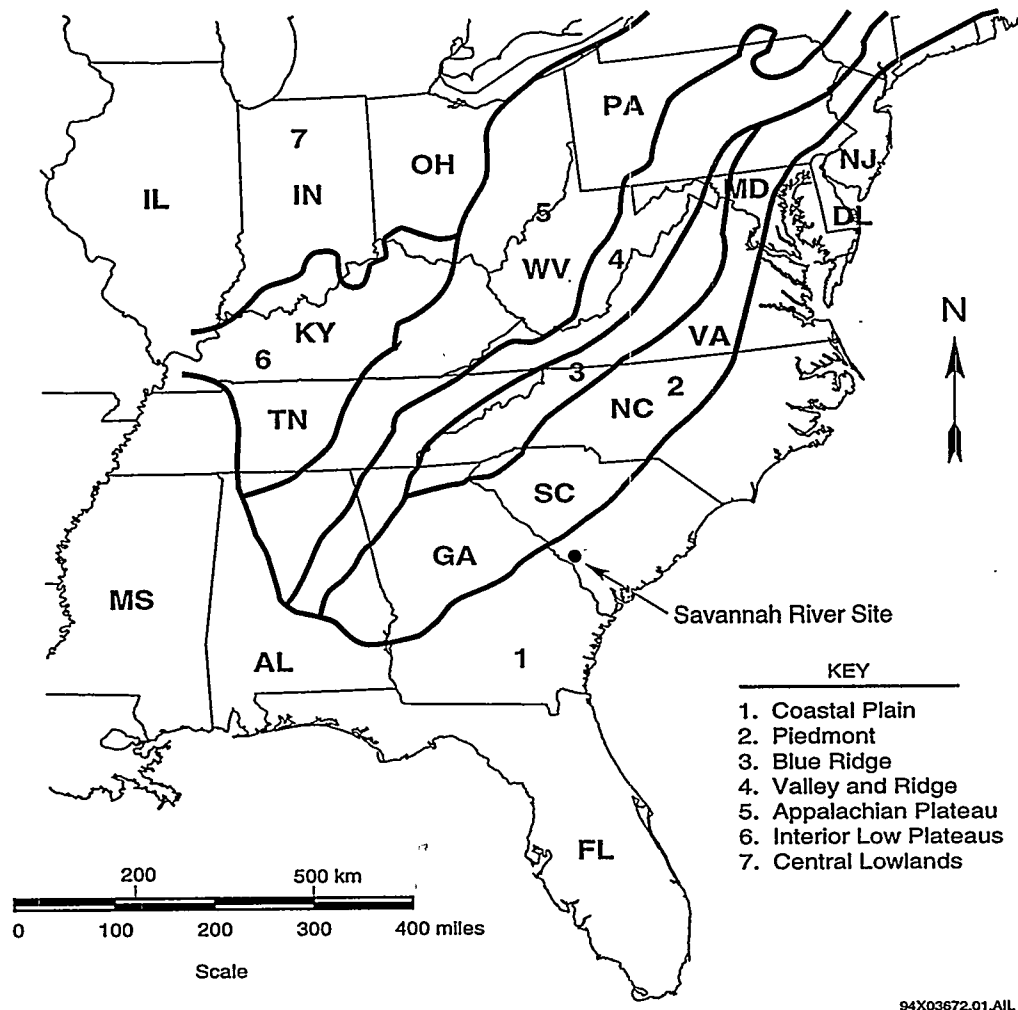 PA
7
OH
NJ
IL
IN
MD
DL
5
WV
4
N
KY
VA
6
3
2
TN
NC
SC
GA
MS
Savannah River Site
AL
1
KEY
1. Coastal Plain
2. Piedmont
3. Blue Ridge
4. Valley and Ridge
5. Appalachian Plateau
6. Interior Low Plateaus
7. Central Lowlands
FL
200 500 km
0 100 200 300 400 miles
Scale
94X03672.01.AIL